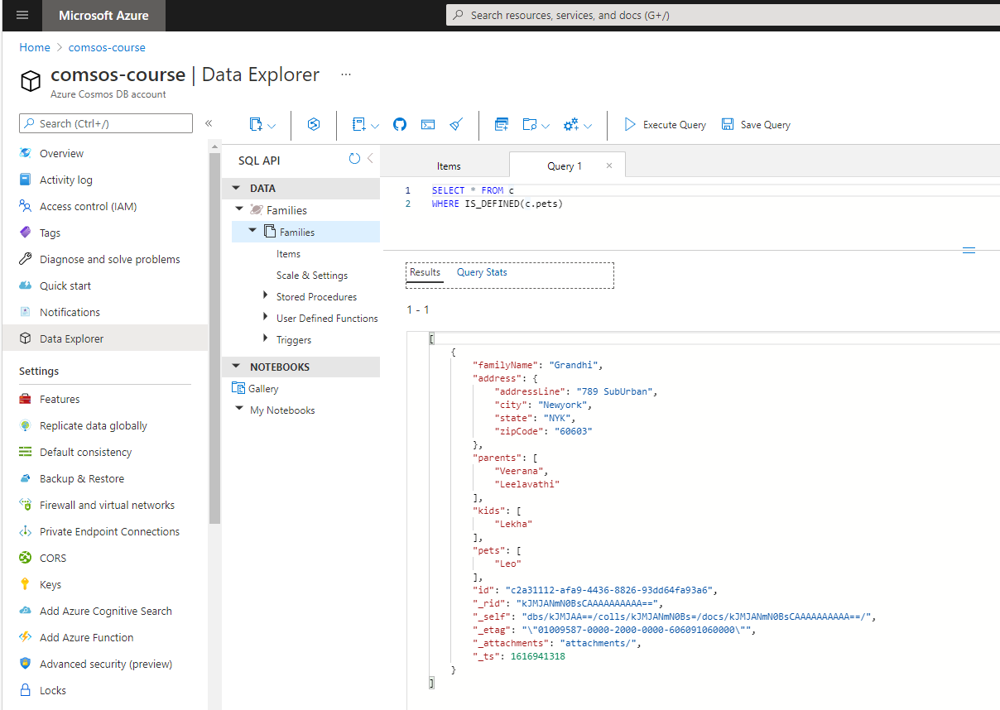 Microsoft Azure
Search resources, services, and docs (G+/)
Home > comsos-course
comsos-course | Data Explorer ...
Azure Cosmos DB account
Search (Ctrl+/)
«
Overview
Activity log
Access control (IAM)
Tags
Diagnose and solve problems
Quick start
Notifications
Data Explorer
Settings
Features
Replicate data globally
Default consistency
Backup & Restore
Firewall and virtual networks
Private Endpoint Connections
CORS
Keys
Add Azure Cognitive Search
Add Azure Function
Advanced security (preview)
Locks
Execute Query
Save Query
SQL API
DATA
Families
Families
Items
Scale & Settings
Stored Procedures
User Defined Functions
Triggers
NOTEBOOKS
Gallery
My Notebooks
Items
Query 1 ×
1 SELECT * FROM c
2 WHERE IS_DEFINED(c.pets)
Results Query Stats
1 - 1
[
{
"familyName": "Grandhi",
"address": {
"addressLine": "789 SubUrban",
"city": "Newyork",
"state": "NYK",
"zipCode": "60603"
},
"parents": [
"Veerana",
"Leelavathi"
],
"kids": [
"Lekha"
],
"pets": [
"Leo"
],
"id": "c2a31112-afa9-4436-8826-93dd64fa93a6",
"_rid": "kJMJANmN0BsCAAAAAAAAAA==",
"_self": "dbs/kJMJAA==/colls/kJMJANmN0Bs=/docs/kJMJANmN0BsCAAAAAAAAAA==/",
"_etag": "\"01009587-0000-2000-0000-606091060000\"",
"_attachments": "attachments/",
"_ts": 1616941318
}
]